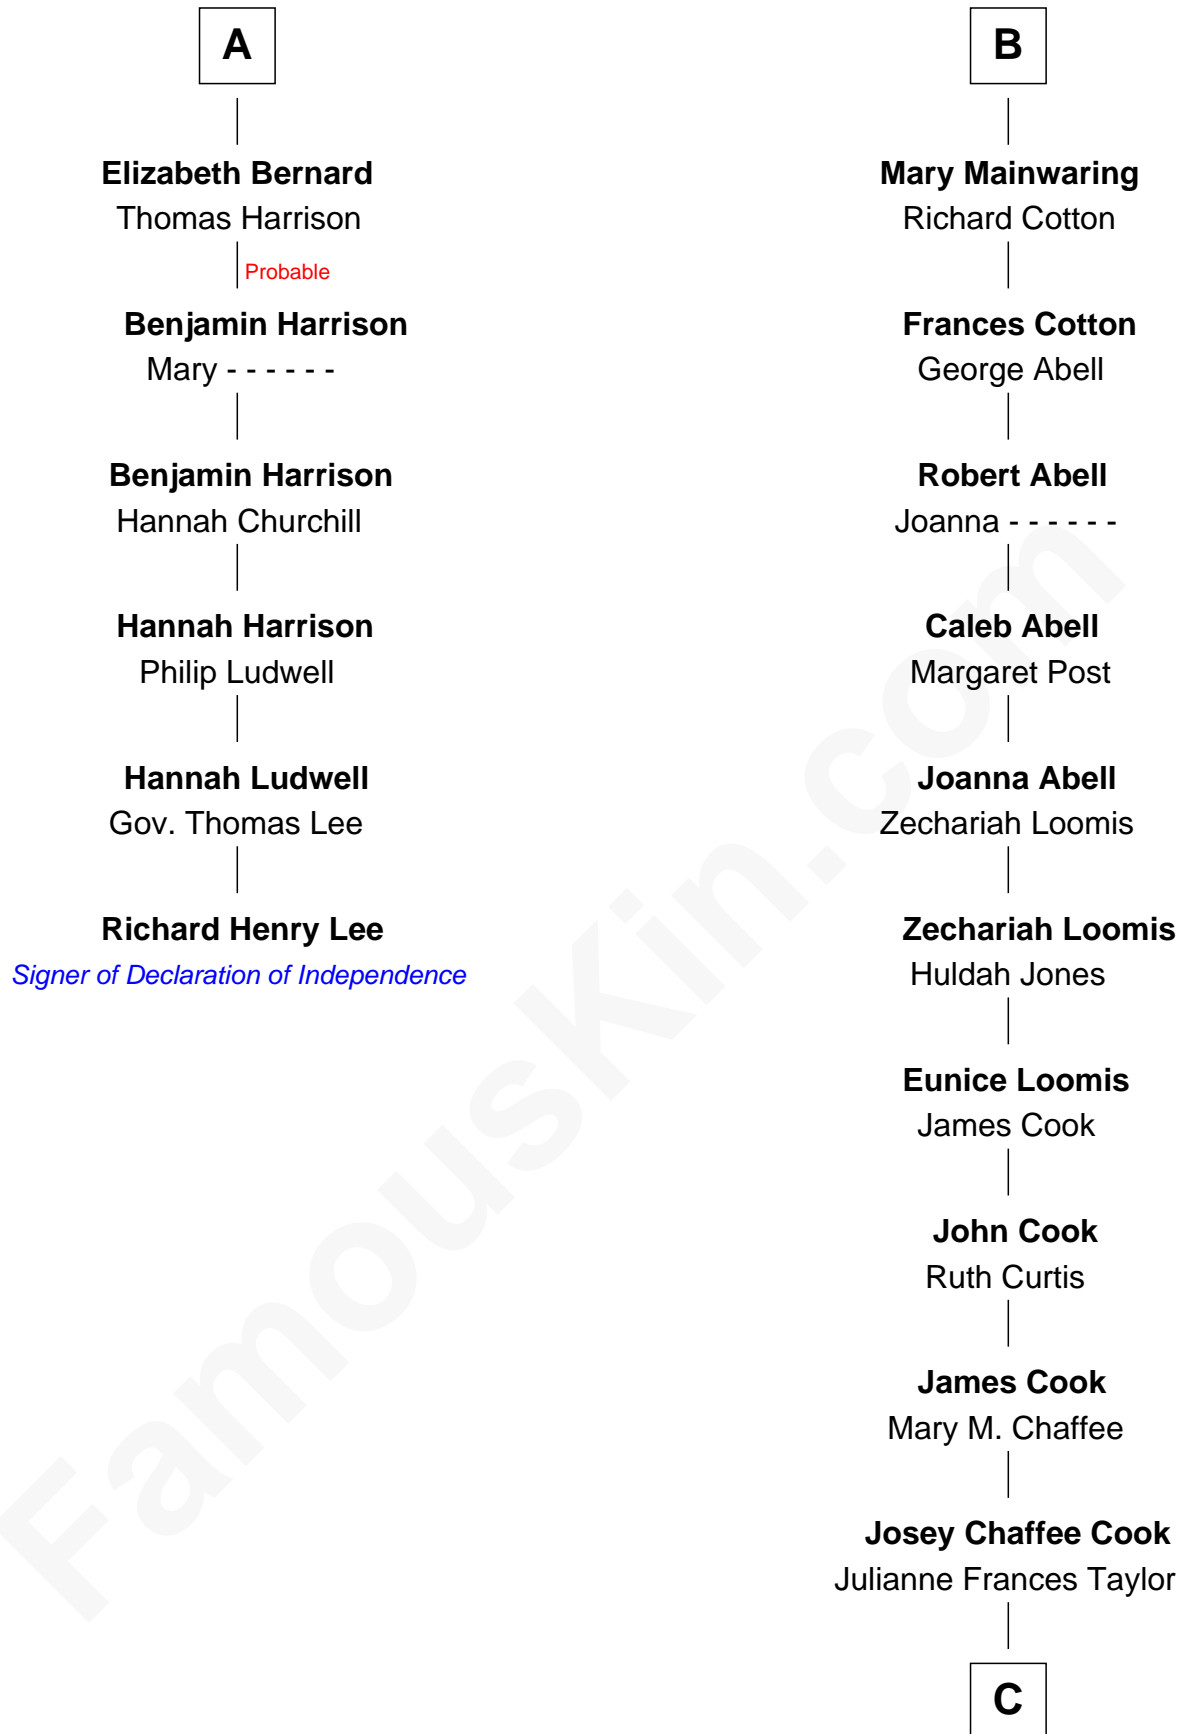 A
Elizabeth Bernard
Thomas Harrison
Probable
Benjamin Harrison
Mary - - - - - -
Benjamin Harrison
Hannah Churchill
Hannah Harrison
Philip Ludwell
Hannah Ludwell
Gov. Thomas Lee
Richard Henry Lee
Signer of Declaration of Independence
B
Mary Mainwaring
Richard Cotton
Frances Cotton
George Abell
Robert Abell
Joanna - - - - - -
Caleb Abell
Margaret Post
Joanna Abell
Zechariah Loomis
Zechariah Loomis
Huldah Jones
Eunice Loomis
James Cook
John Cook
Ruth Curtis
James Cook
Mary M. Chaffee
Josey Chaffee Cook
Julianne Frances Taylor
C
FamousKin.com